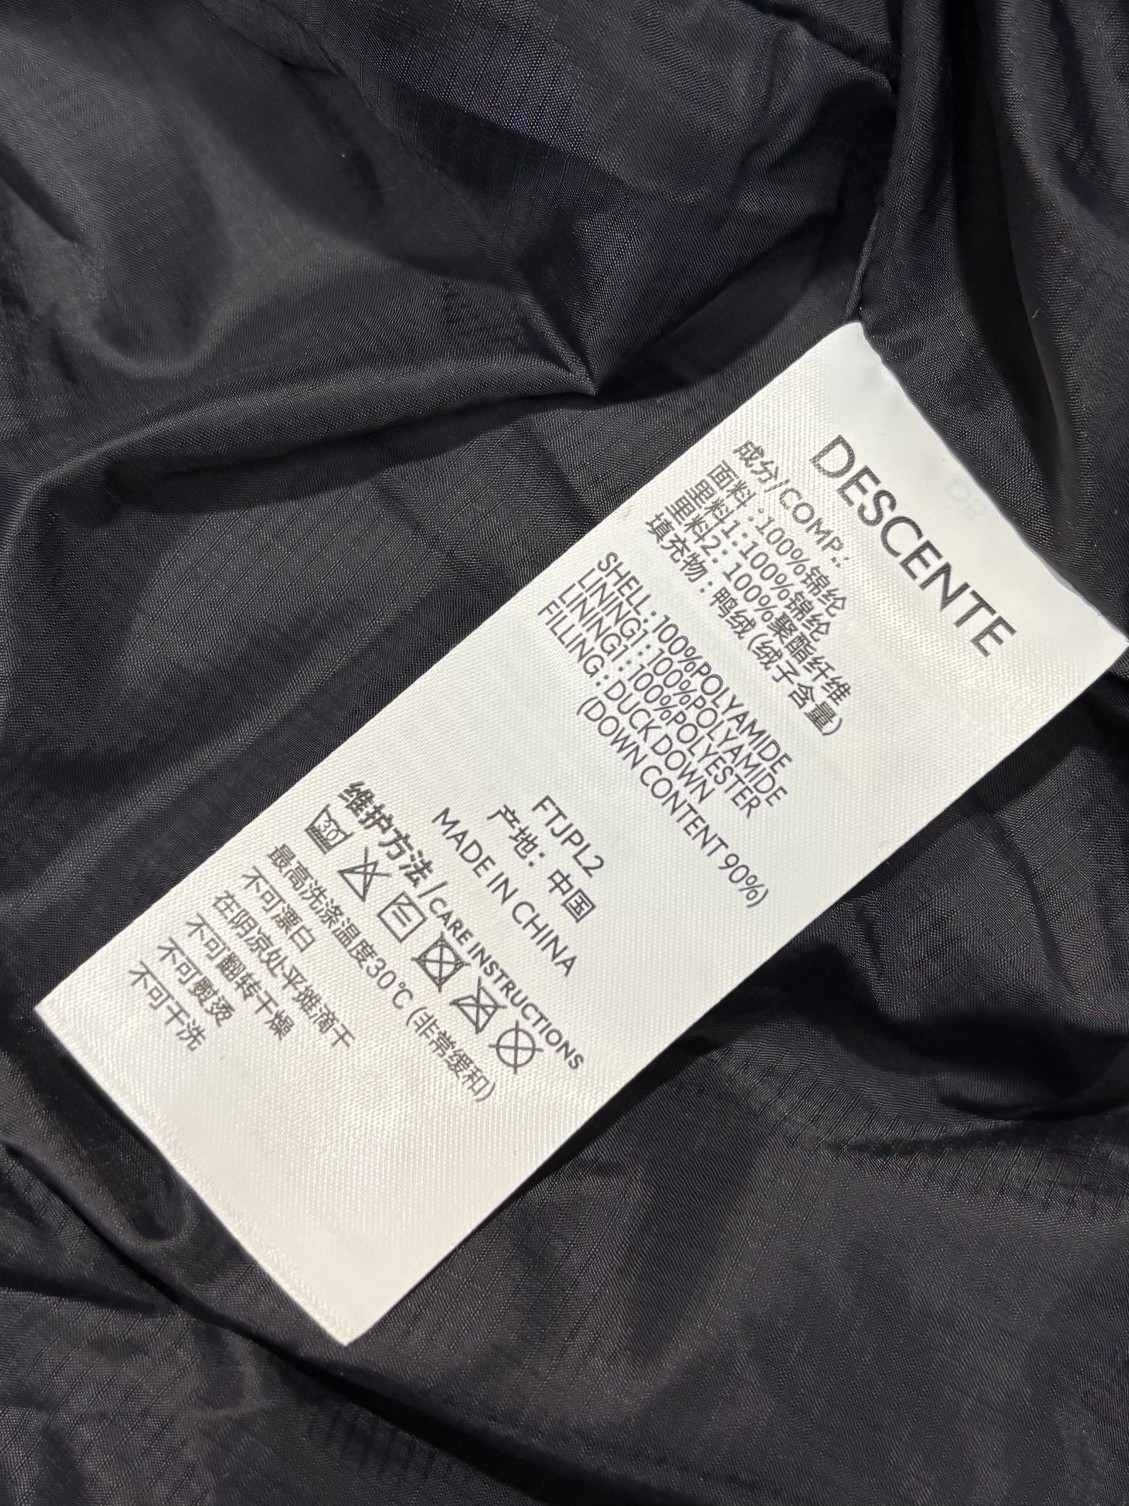 DESCENTE
成分/COMP.:
面料:100%锦纶
里料1:100%锦纶
里料2:100%聚酯纤维
填充物:鸭绒(绒子含量)
SHELL:100%POLYAMIDE
LINING1:100%POLYAMIDE
LINING1:100%POLYESTER
FILLING:DUCK DOWN
(DOWN CONTENT 90%)
FTJPL2
产地:中国
MADE IN CHINA
维护方法/CARE INSTRUCTIONS
30
最高洗涤温度30℃(非常缓和)
不可漂白
在阴凉处平摊滴干
不可翻转干燥
不可熨烫
不可干洗